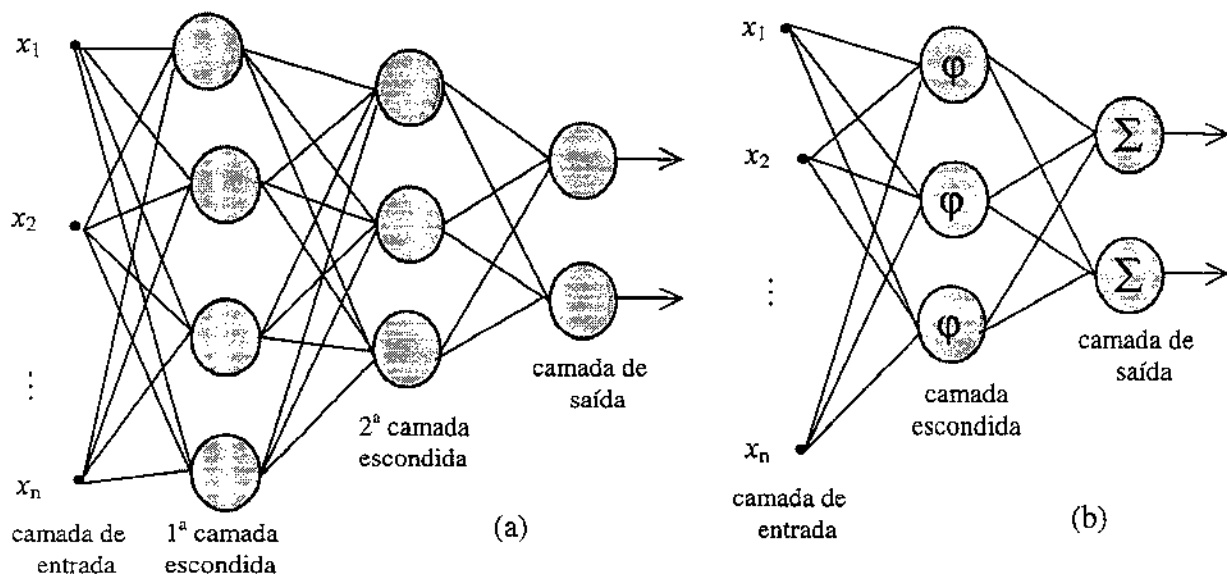 x1
x2
⋮
xn
camada de
entrada
1ª camada
escondida
2ª camada
escondida
camada de
saída
(a)
x1
x2
⋮
xn
φ
φ
φ
Σ
Σ
camada de
entrada
camada
escondida
camada de
saída
(b)